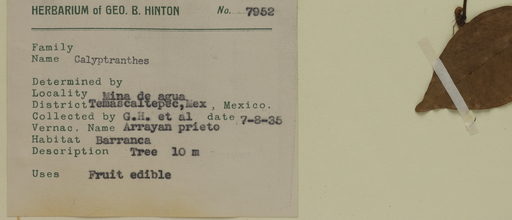 HERBARIUM of GEO. B. HINTON No. 7952
Family
Name Calyptranthes
Determined by
Locality Mina de agua
District Temascaltepec, Mex , Mexico.
Collected by G.H. et al date 7-8-35
Vernac. Name Arrayan prieto
Habitat Barranca
Description Tree 10 m
Uses Fruit edible